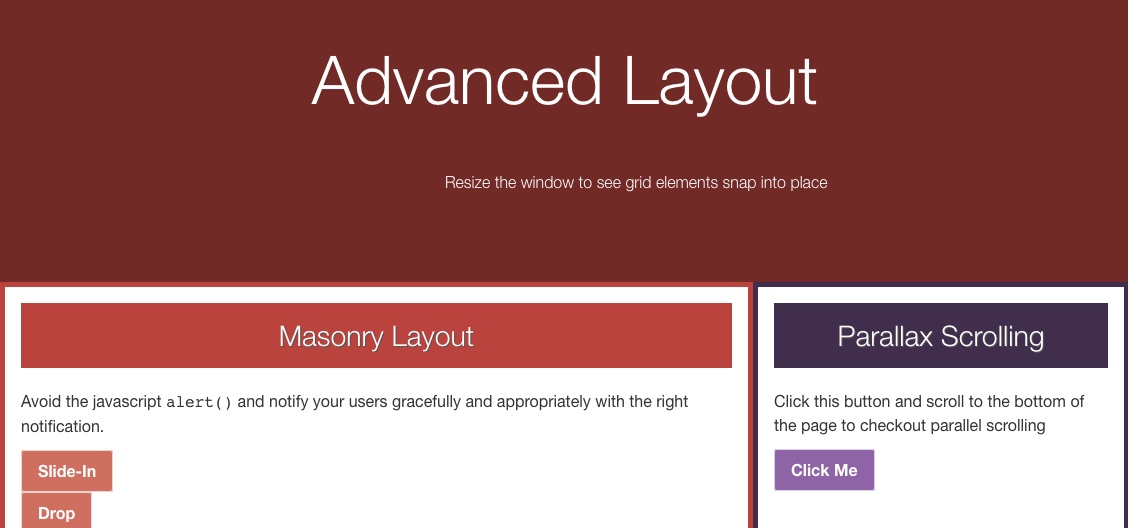 Advanced Layout
Resize the window to see grid elements snap into place
Masonry Layout
Avoid the javascript alert() and notify your users gracefully and appropriately with the right
notification.
Slide-In
Drop
Parallax Scrolling
Click this button and scroll to the bottom of
the page to checkout parallel scrolling
Click Me